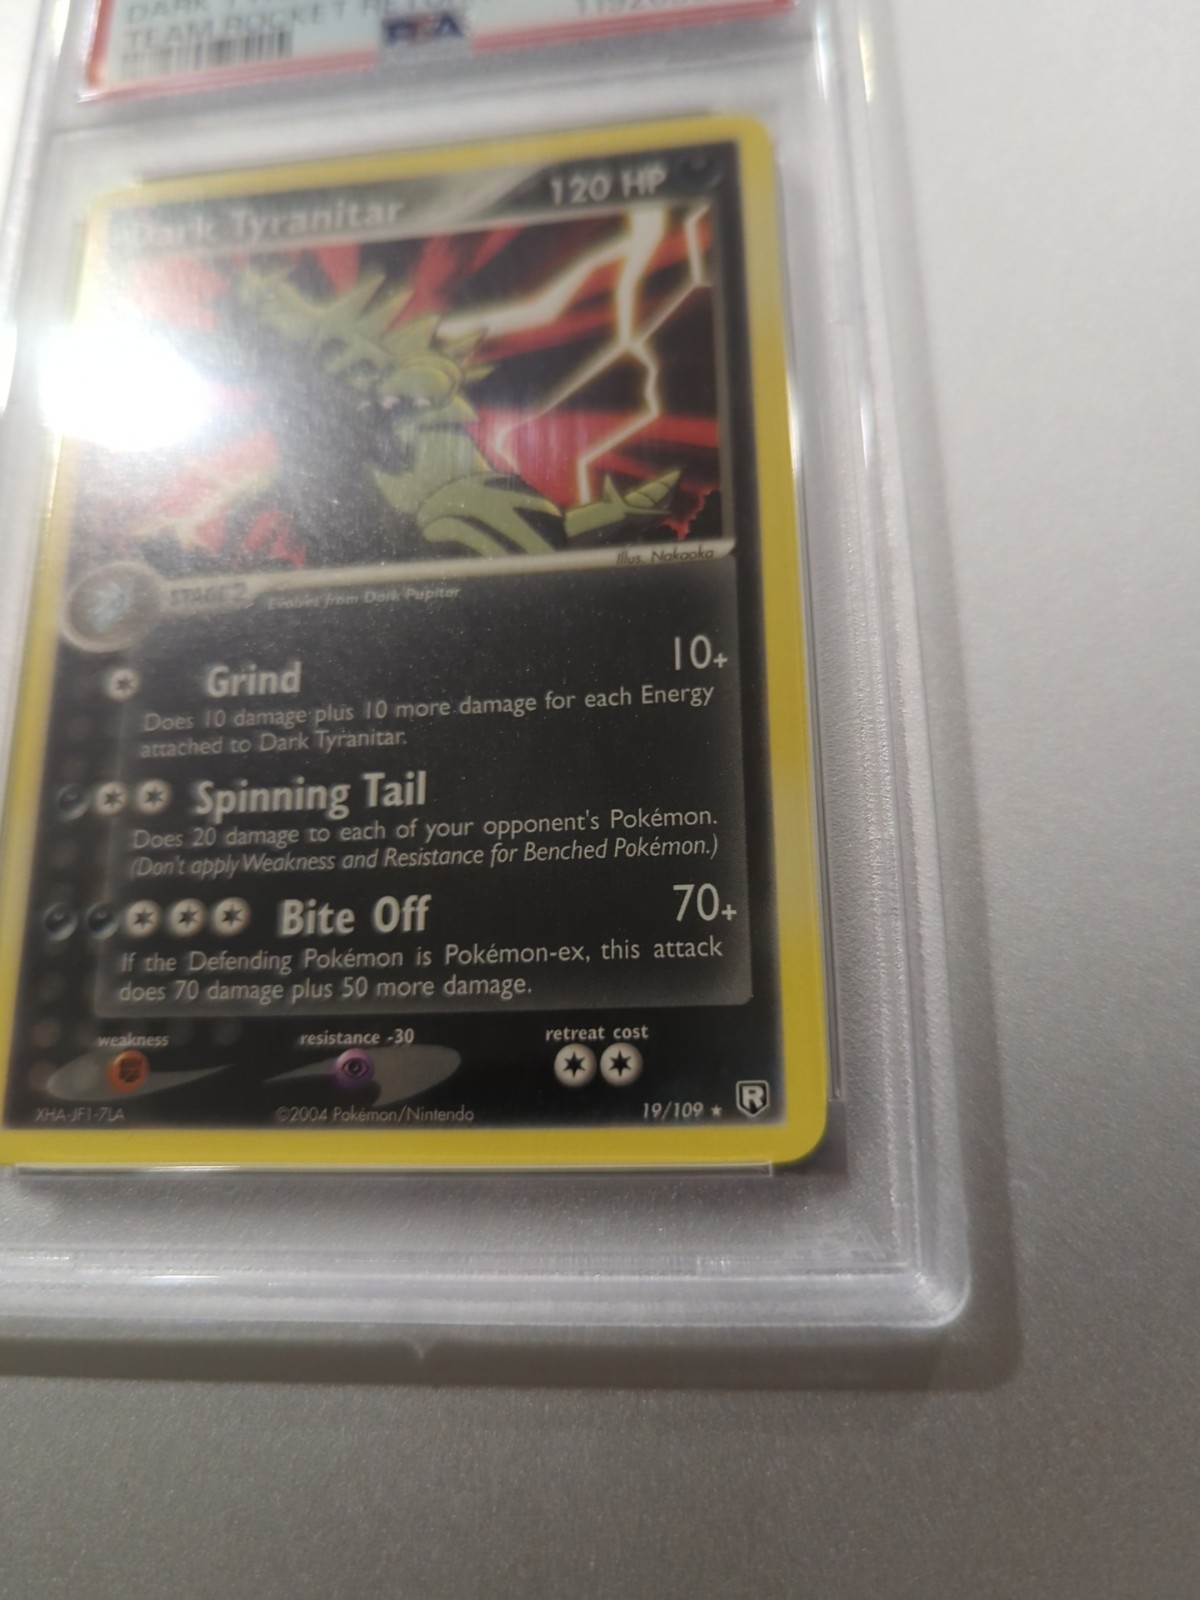 TEAM ROCKET
PSA
Dark Tyranitar 120 HP
Illus. Nakaoka
STAGE 2 Evolves from Dark Pupitar
Grind 10+
Does 10 damage plus 10 more damage for each Energy
attached to Dark Tyranitar.
Spinning Tail
Does 20 damage to each of your opponent's Pokémon.
(Don't apply Weakness and Resistance for Benched Pokémon.)
Bite Off 70+
If the Defending Pokémon is Pokémon-ex, this attack
does 70 damage plus 50 more damage.
weakness resistance -30 retreat cost
XHA-JF1-7LA ©2004 Pokémon/Nintendo 19/109 ★ R